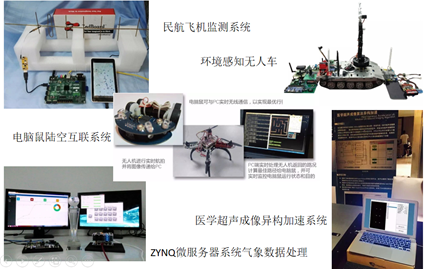 民航飞机监测系统
环境感知无人车
电脑鼠可与PC实时无线通信，以实现最优行
电脑鼠陆空互联系统
无人机进行实时航拍
并将图像传递给PC
PC端实时处理无人机返回的路况
计算最佳路径给电脑鼠，并可
实时监控电脑鼠运行状态和目的
医学超声成像异构加速系统
ZYNQ微服务器系统气象数据处理